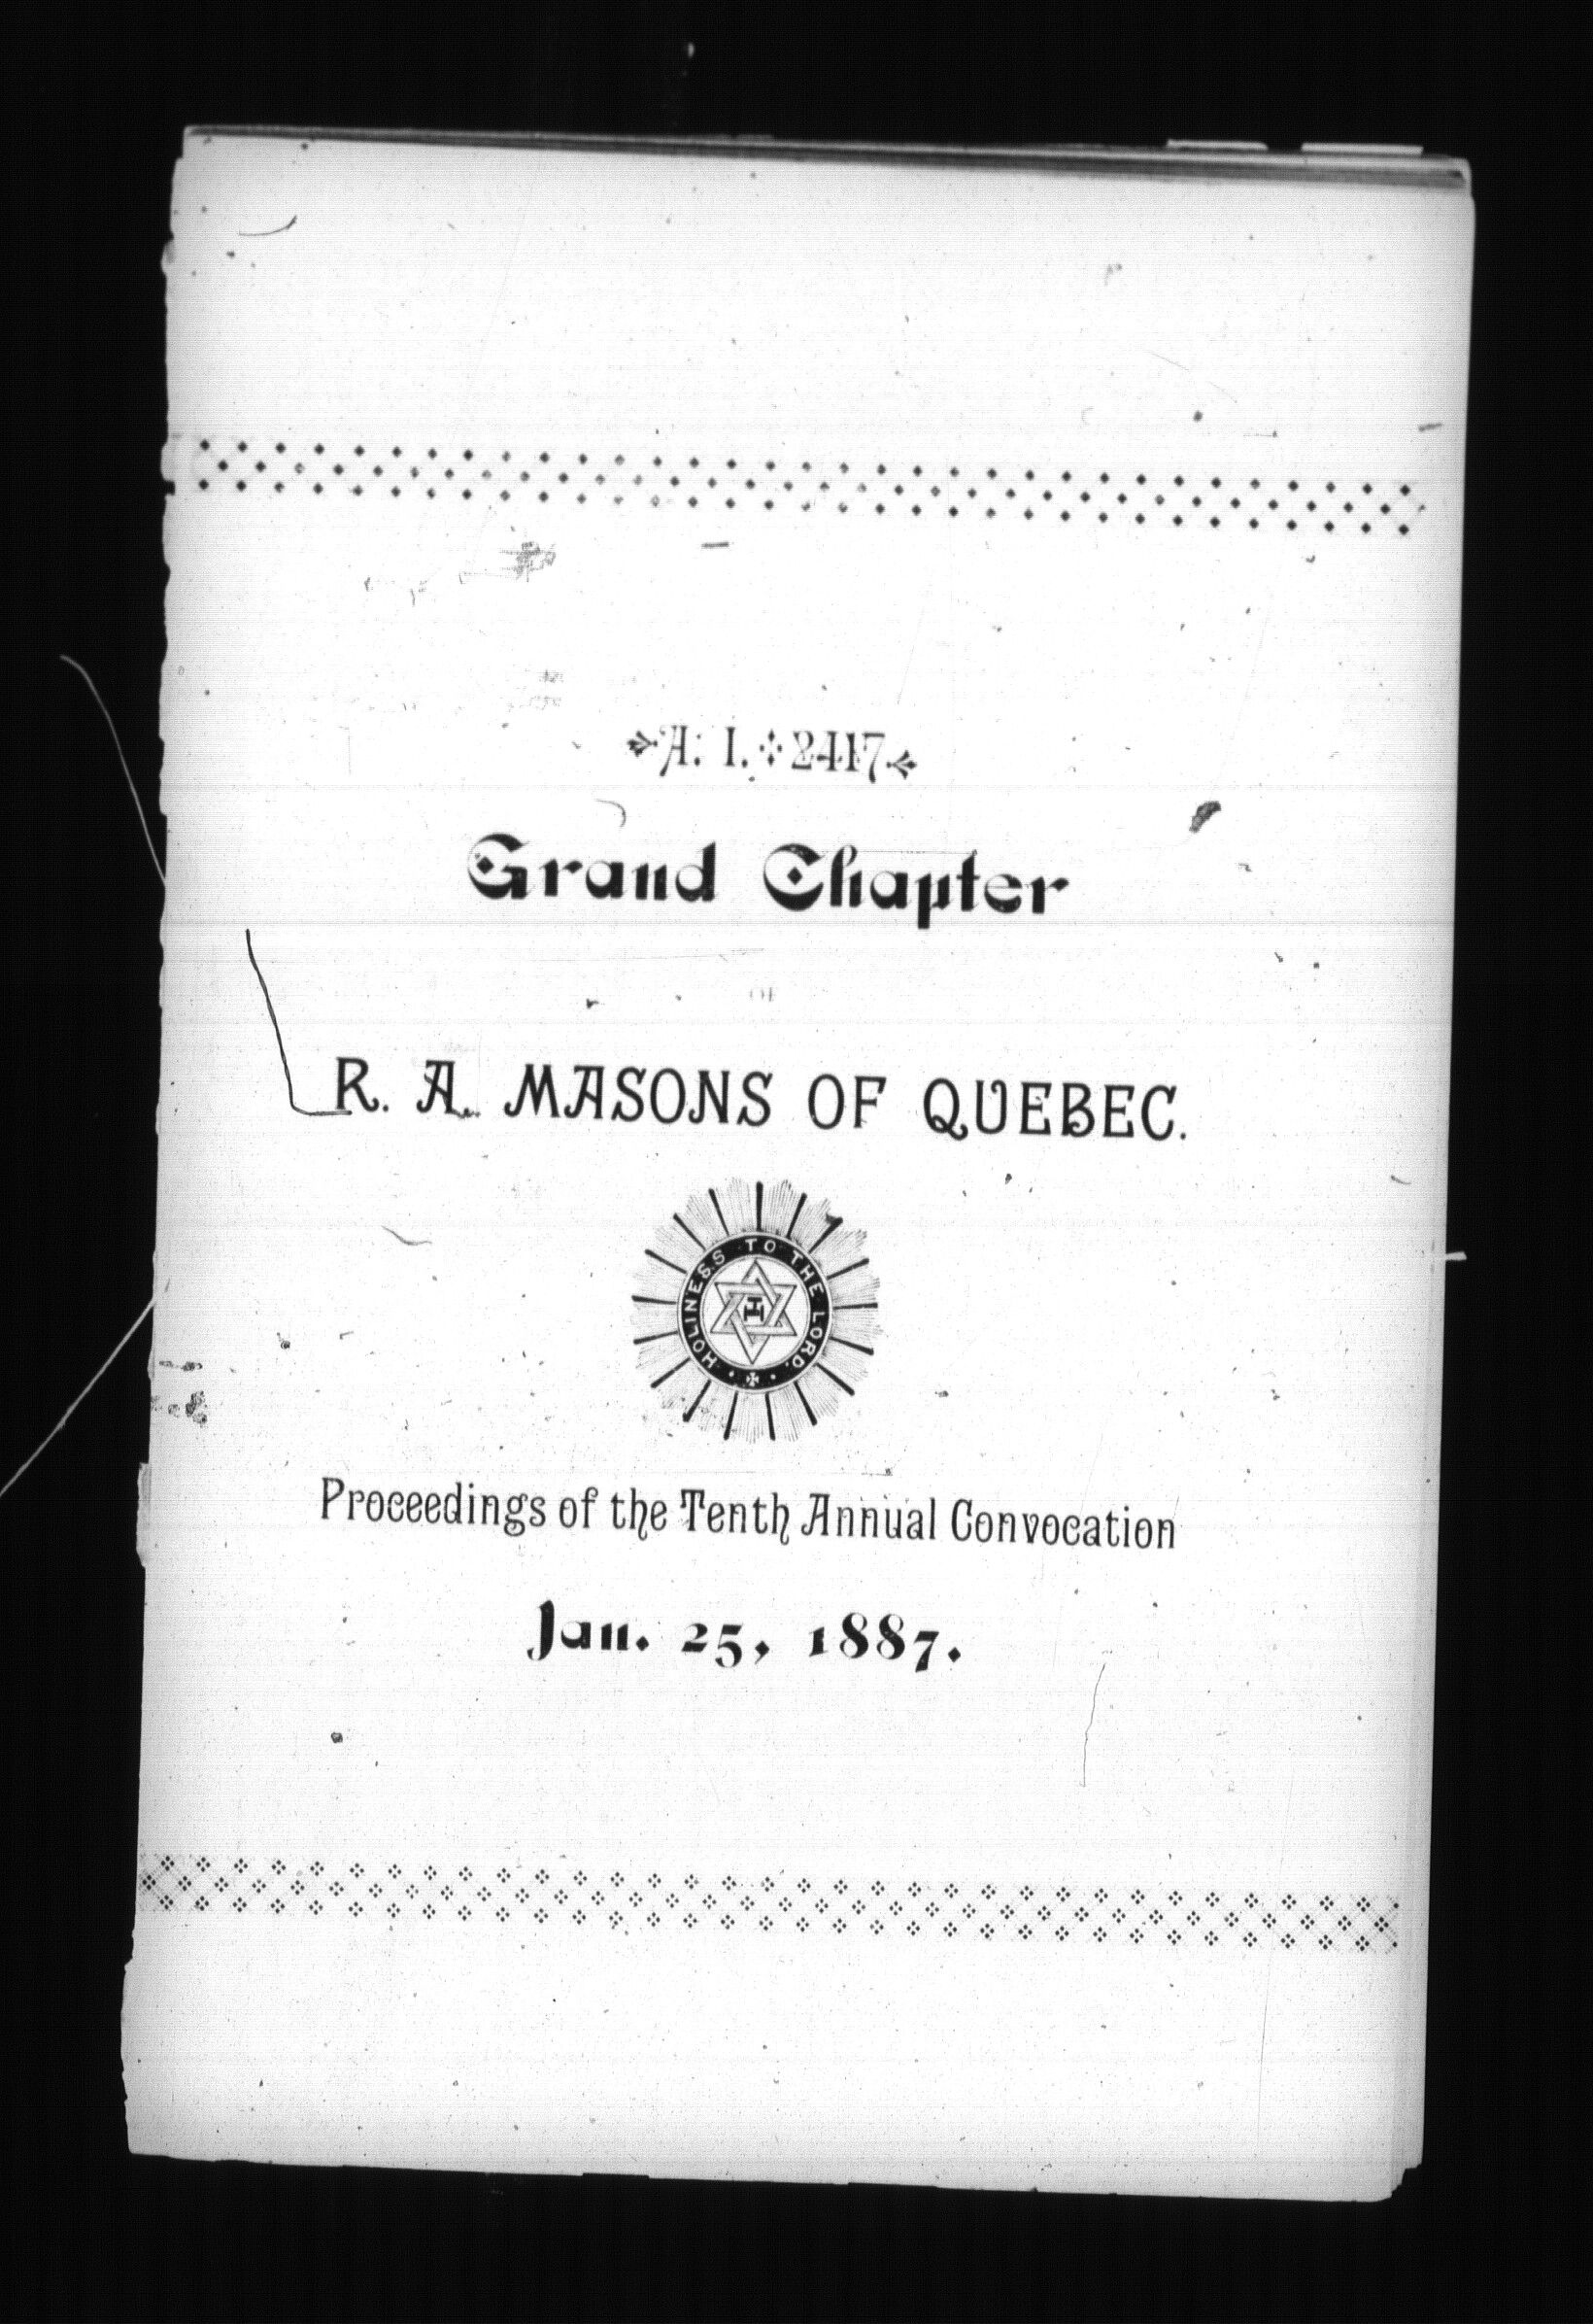 A. I. 2417
Grand Chapter
OF
R. A. MASONS OF QUEBEC.
HOLINESS TO THE LORD.
Proceedings of the Tenth Annual Convocation
Jan. 25, 1887.